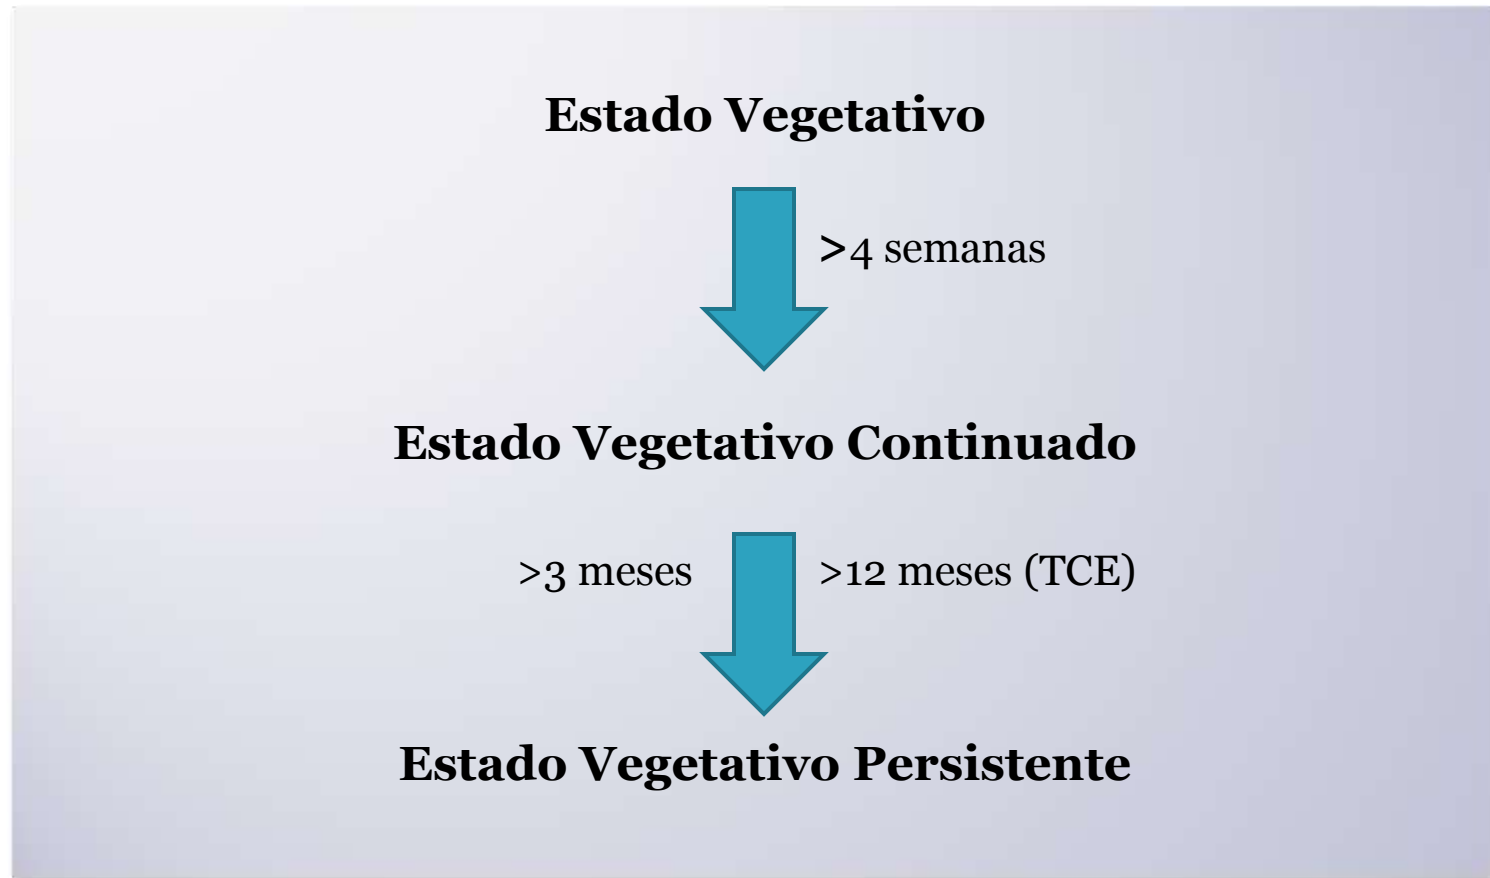 Estado Vegetativo
>4 semanas
Estado Vegetativo Continuado
>3 meses >12 meses (TCE)
Estado Vegetativo Persistente